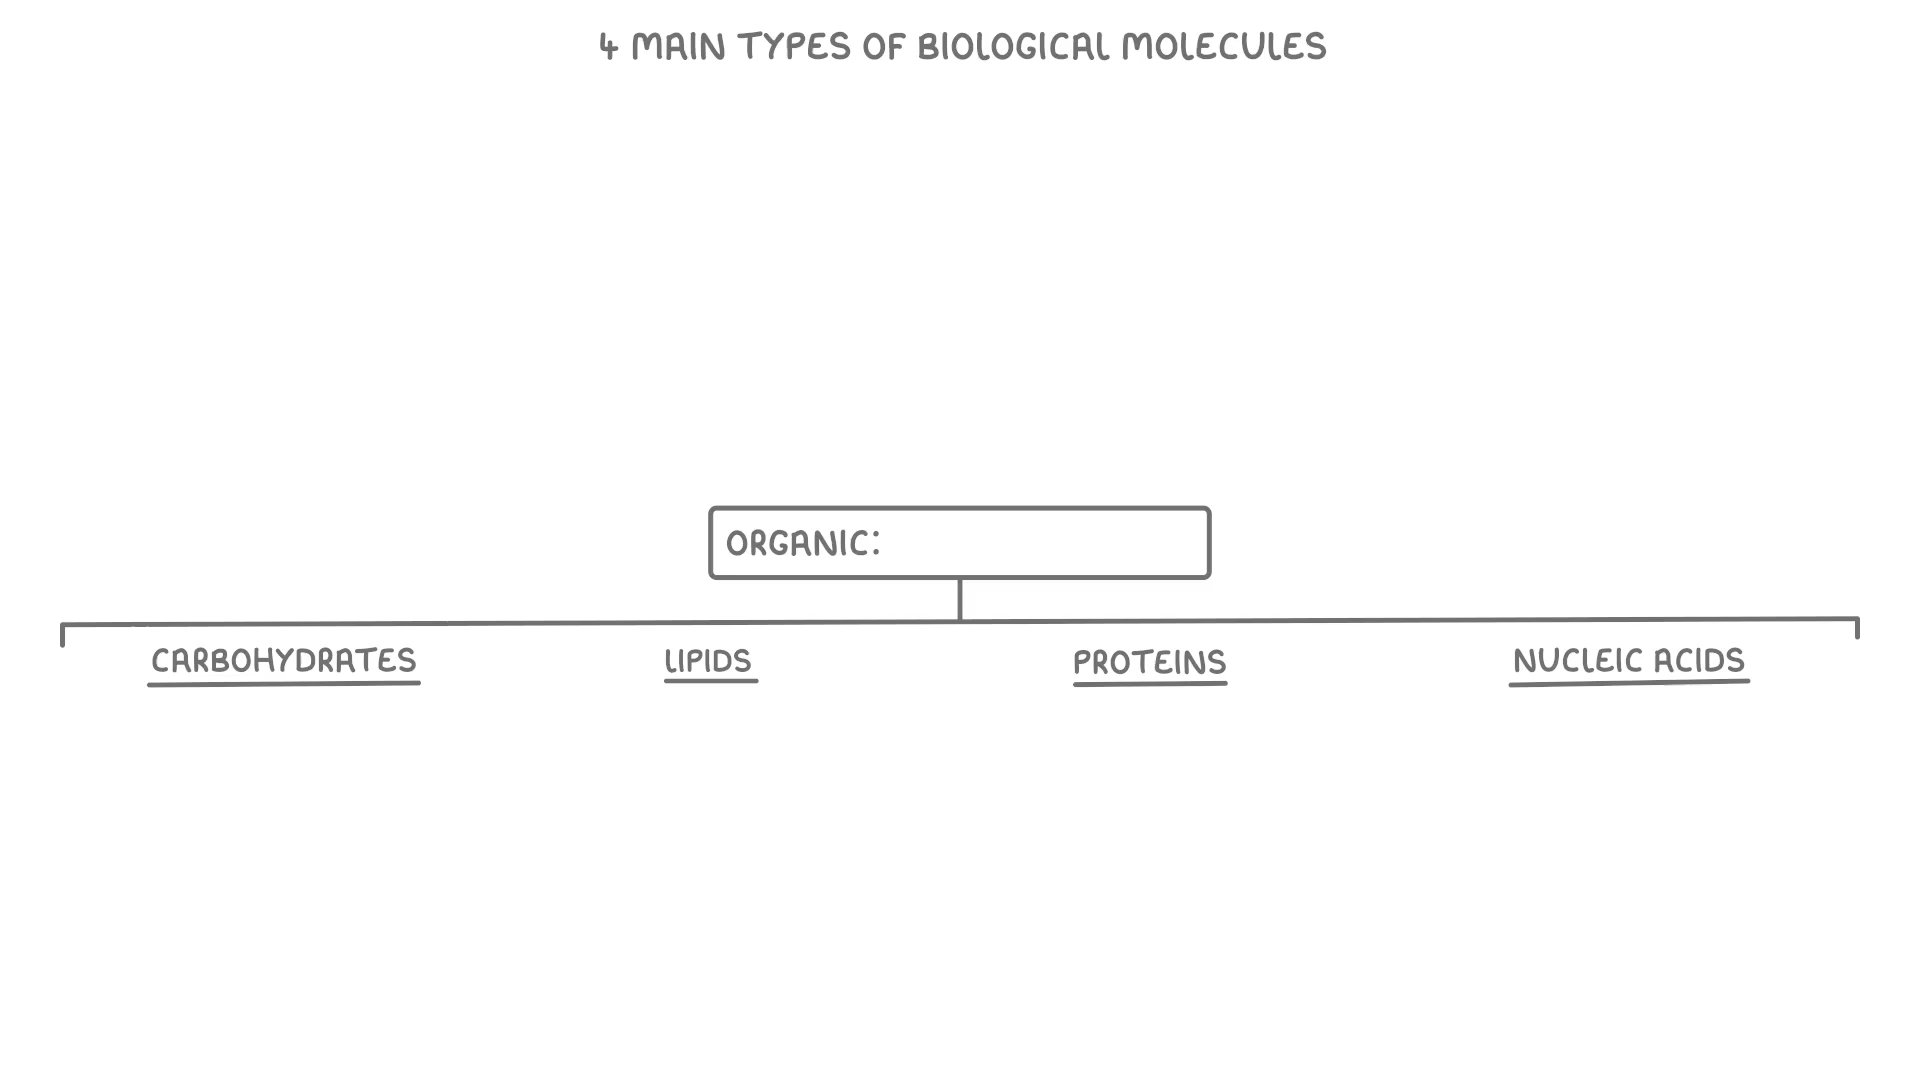 4 MAIN TYPES OF BIOLOGICAL MOLECULES
ORGANIC:
CARBOHYDRATES
LIPIDS
PROTEINS
NUCLEIC ACIDS